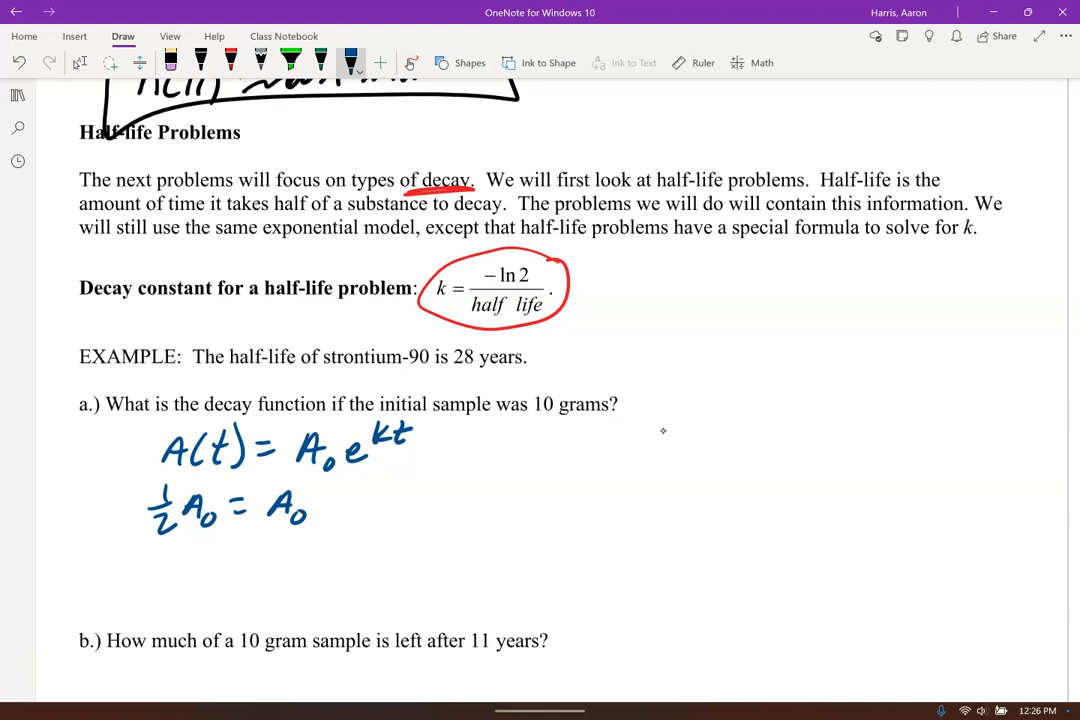 OneNote for Windows 10
Harris, Aaron
Home Insert Draw View Help Class Notebook
Share
Shapes Ink to Shape Ink to Text Ruler Math
Half-life Problems
The next problems will focus on types of decay. We will first look at half-life problems. Half-life is the
amount of time it takes half of a substance to decay. The problems we will do will contain this information. We
will still use the same exponential model, except that half-life problems have a special formula to solve for k.
Decay constant for a half-life problem: k = −ln 2 / half life .
EXAMPLE: The half-life of strontium-90 is 28 years.
a.) What is the decay function if the initial sample was 10 grams?
A(t) = A₀ e^kt
1/2 A₀ = A₀
b.) How much of a 10 gram sample is left after 11 years?
12:26 PM